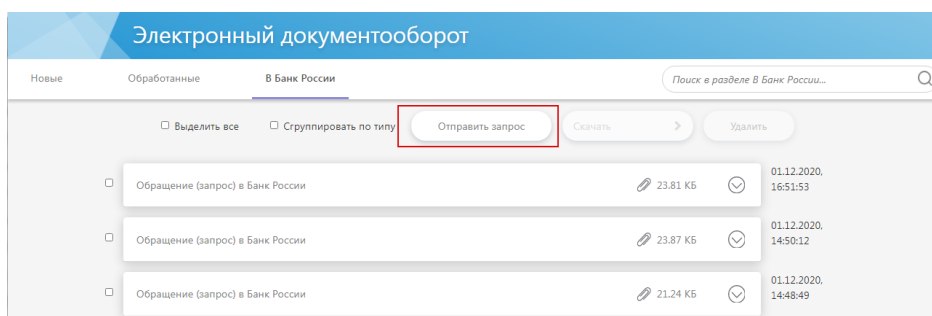 Электронный документооборот
Новые Обработанные В Банк России Поиск в разделе В Банк России...
Выделить все Сгруппировать по типу Отправить запрос Скачать Удалить
Обращение (запрос) в Банк России 23.81 КБ 01.12.2020, 16:51:53
Обращение (запрос) в Банк России 23.87 КБ 01.12.2020, 14:50:12
Обращение (запрос) в Банк России 21.24 КБ 01.12.2020, 14:48:49